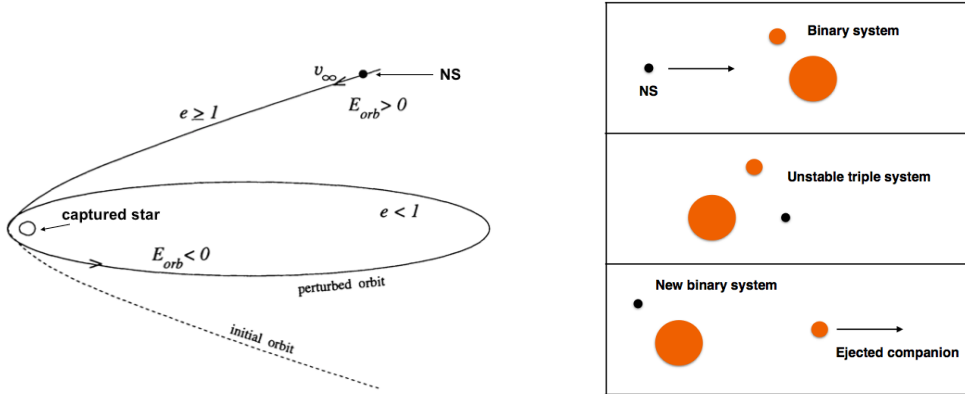 v∞
NS
E_orb > 0
e ≥ 1
captured star
e < 1
E_orb < 0
perturbed orbit
initial orbit
Binary system
NS
Unstable triple system
New binary system
Ejected companion